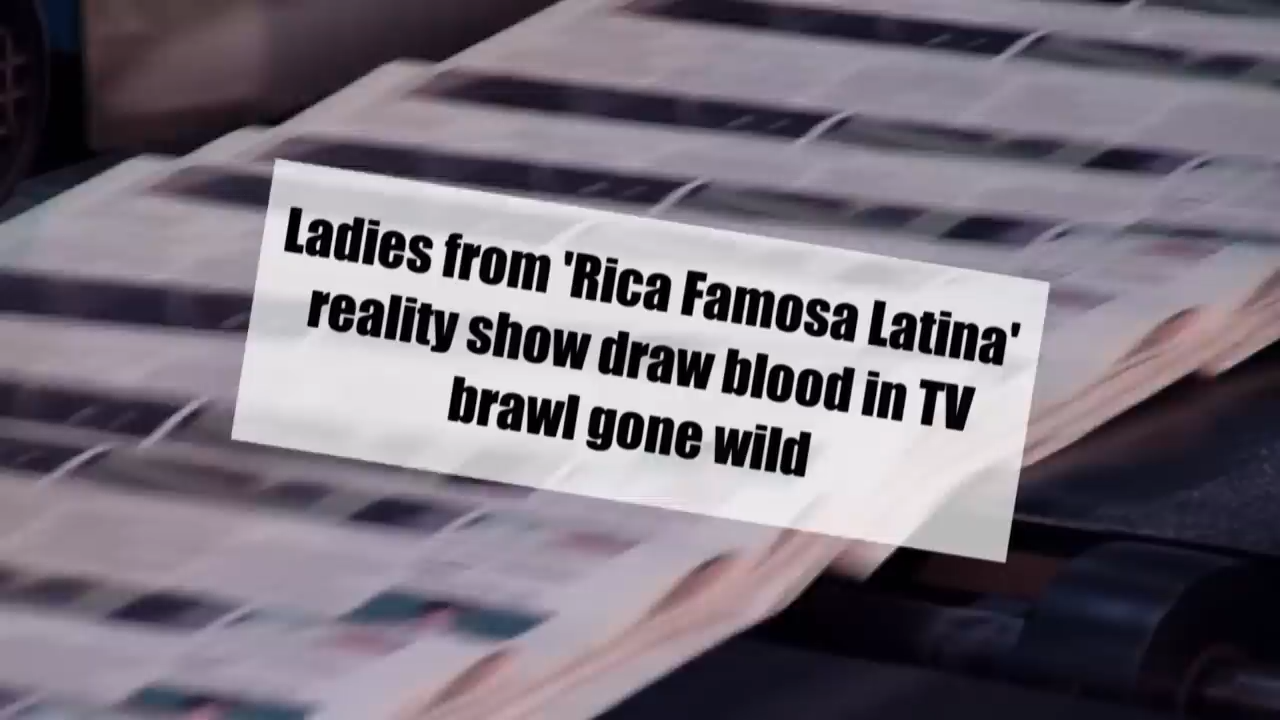 Ladies from 'Rica Famosa Latina'
reality show draw blood in TV
brawl gone wild